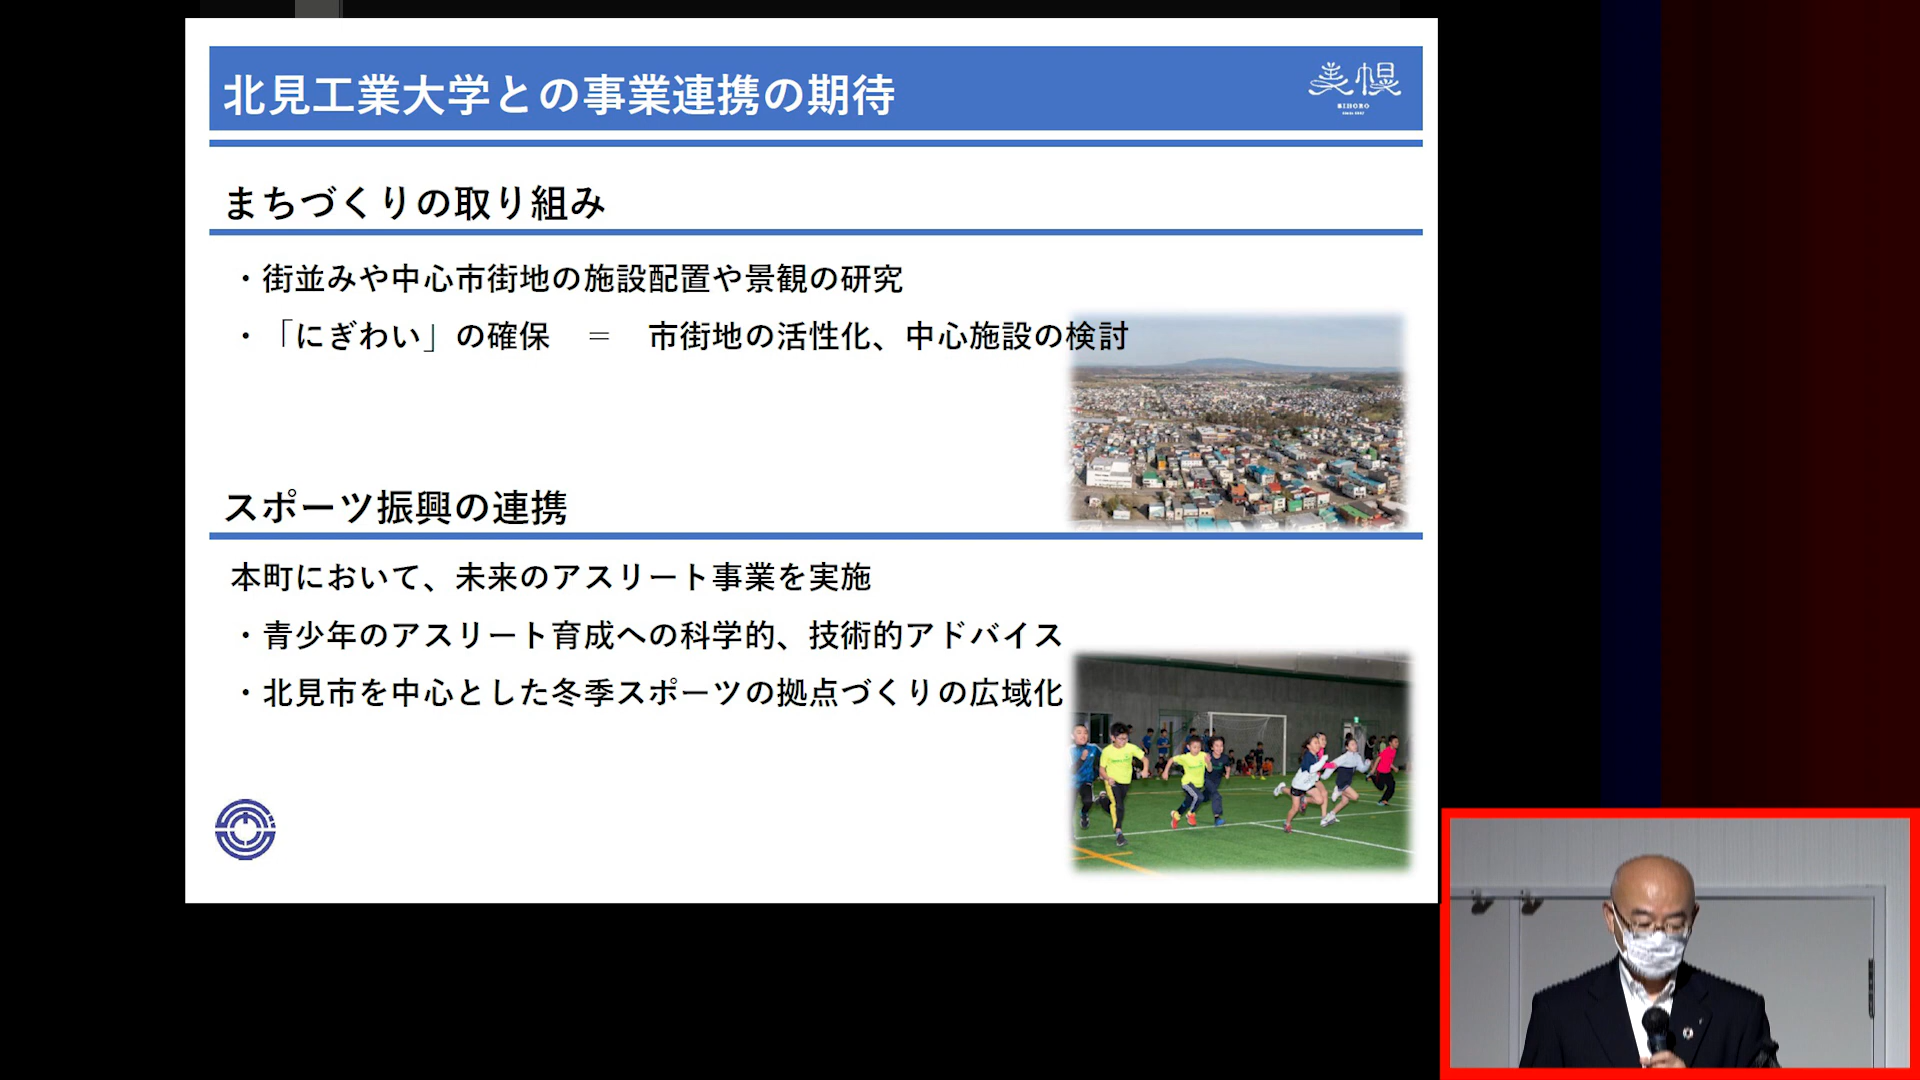 北見工業大学との事業連携の期待
美幌
BIHORO
まちづくりの取り組み
・街並みや中心市街地の施設配置や景観の研究
・「にぎわい」の確保　＝　市街地の活性化、中心施設の検討
スポーツ振興の連携
本町において、未来のアスリート事業を実施
・青少年のアスリート育成への科学的、技術的アドバイス
・北見市を中心とした冬季スポーツの拠点づくりの広域化